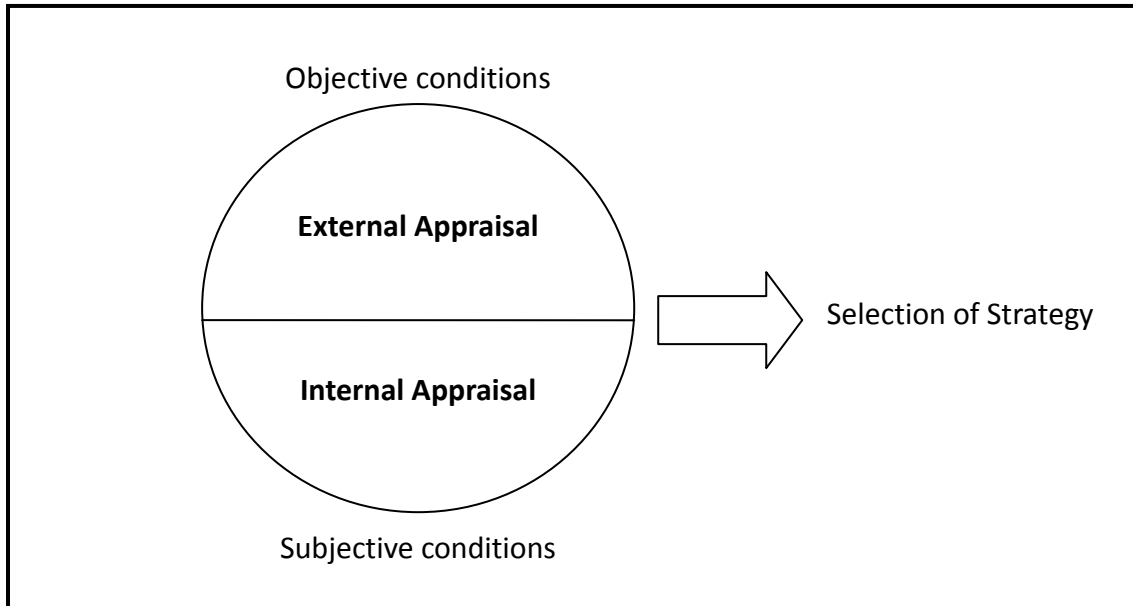 Objective conditions
External Appraisal
Selection of Strategy
Internal Appraisal
Subjective conditions